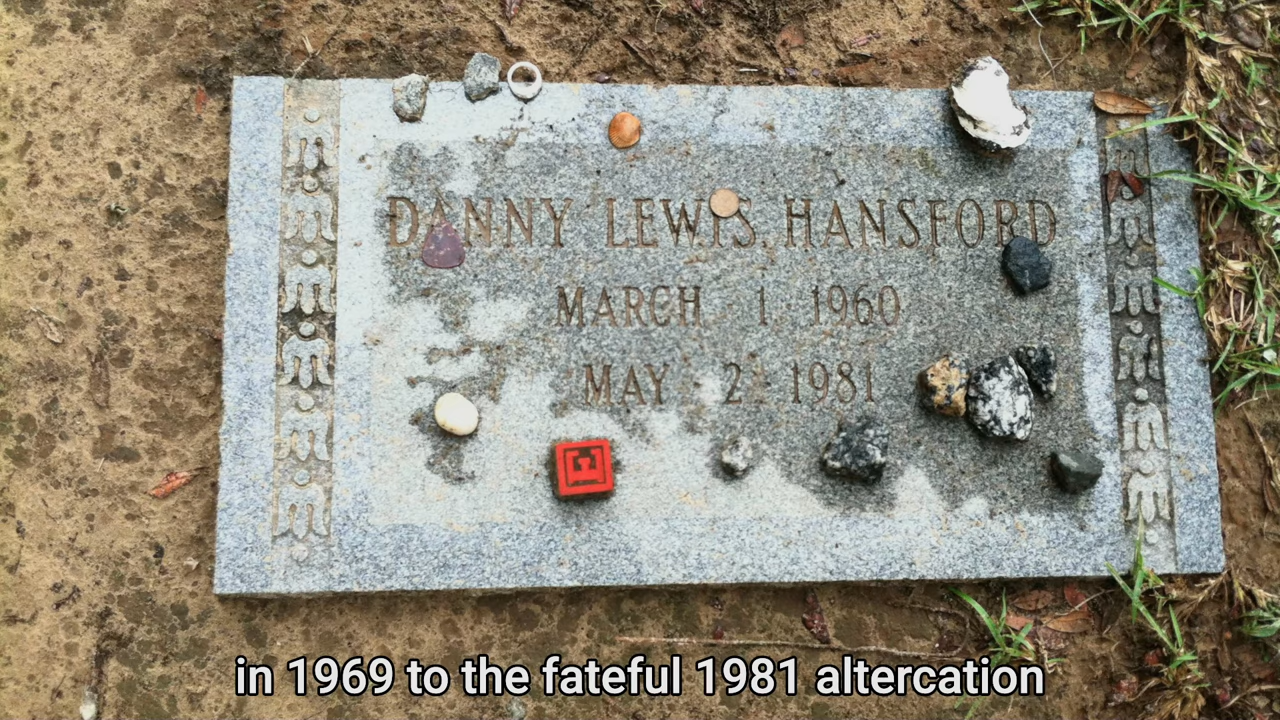 DANNY LEWIS HANSFORD
MARCH 1 1960
MAY 2 1981
E
in 1969 to the fateful 1981 altercation